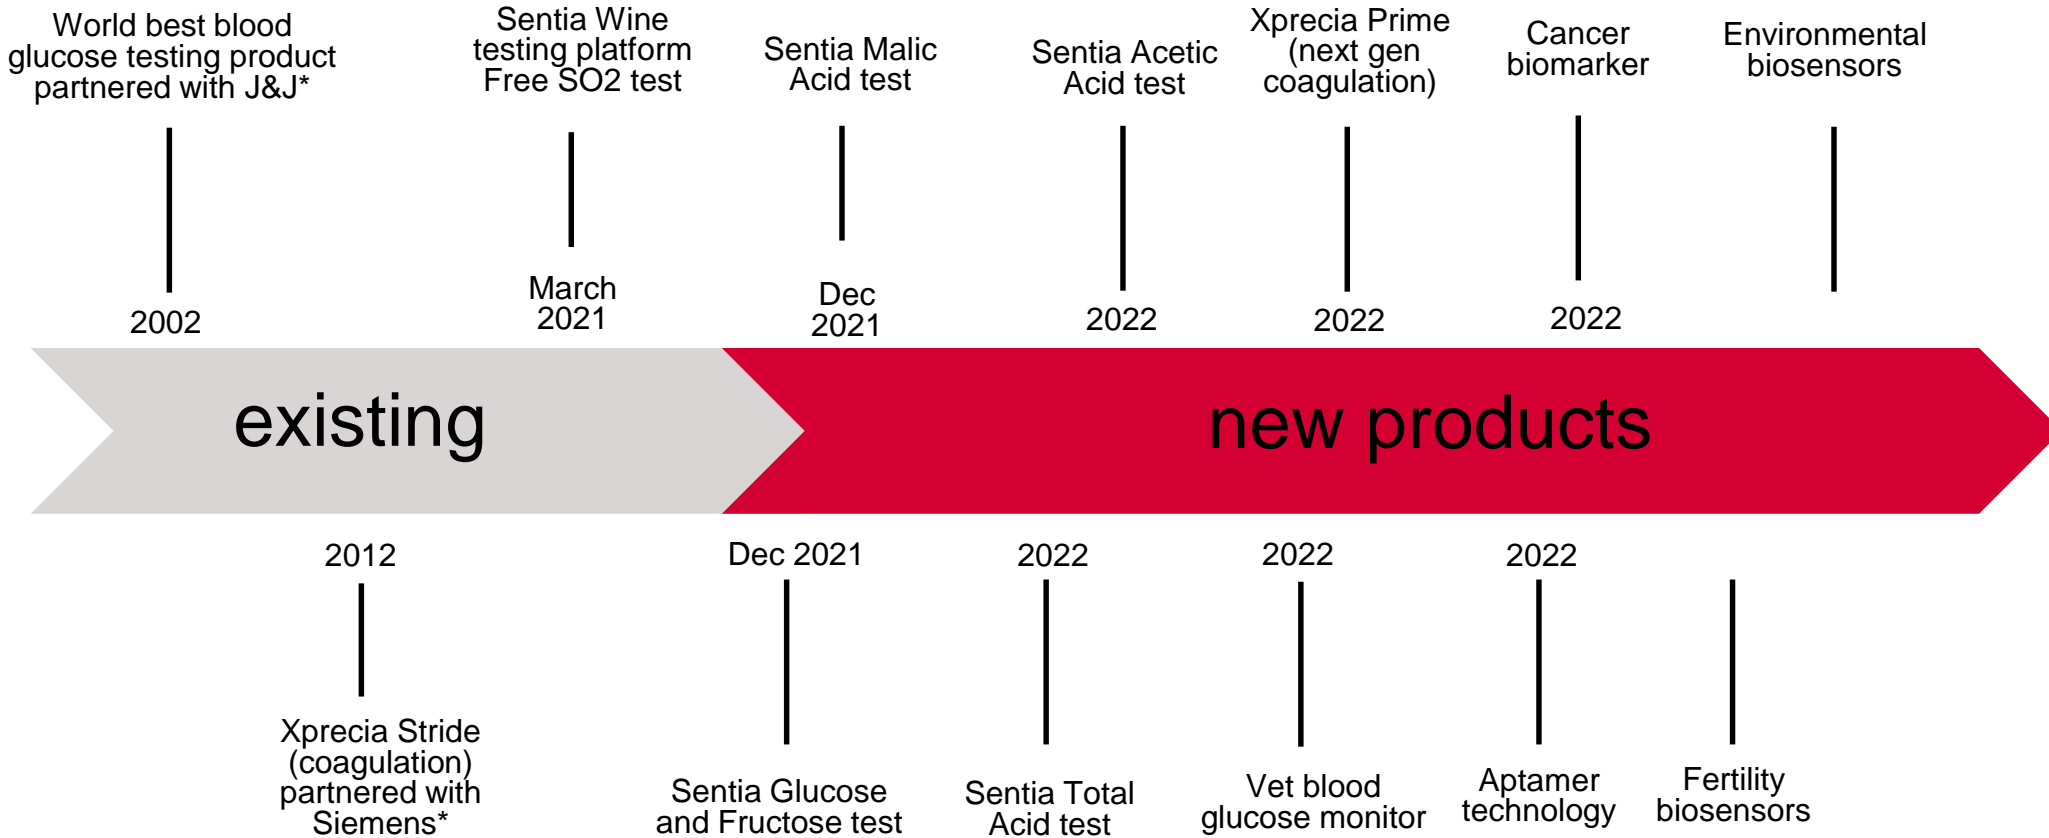 World best blood
glucose testing product
partnered with J&J*
Sentia Wine
testing platform
Free SO2 test
Sentia Malic
Acid test
Sentia Acetic
Acid test
Xprecia Prime
(next gen
coagulation)
Cancer
biomarker
Environmental
biosensors
2002
March
2021
Dec
2021
2022
2022
2022
existing
new products
2012
Dec 2021
2022
2022
2022
Xprecia Stride
(coagulation)
partnered with
Siemens*
Sentia Glucose
and Fructose test
Sentia Total
Acid test
Vet blood
glucose monitor
Aptamer
technology
Fertility
biosensors